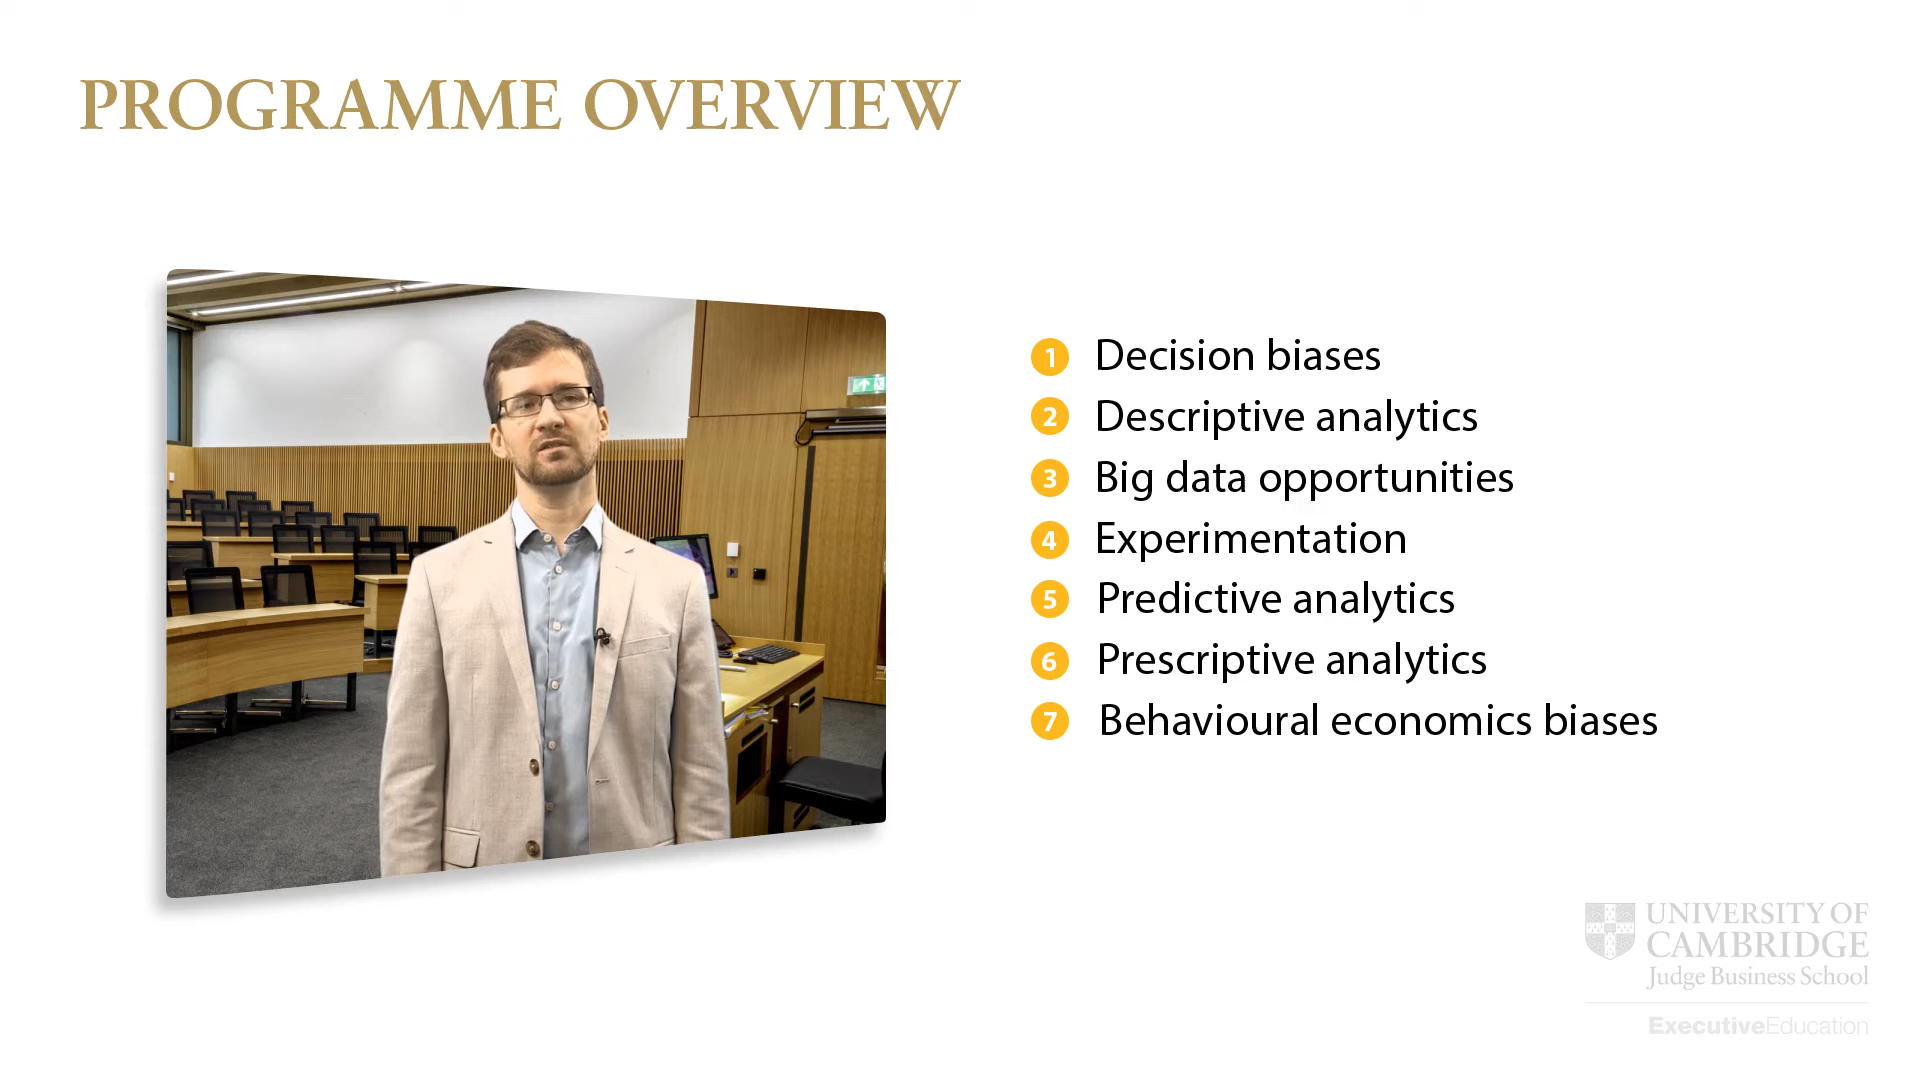 PROGRAMME OVERVIEW
1 Decision biases
2 Descriptive analytics
3 Big data opportunities
4 Experimentation
5 Predictive analytics
6 Prescriptive analytics
7 Behavioural economics biases
UNIVERSITY OF
CAMBRIDGE
Judge Business School
ExecutiveEducation